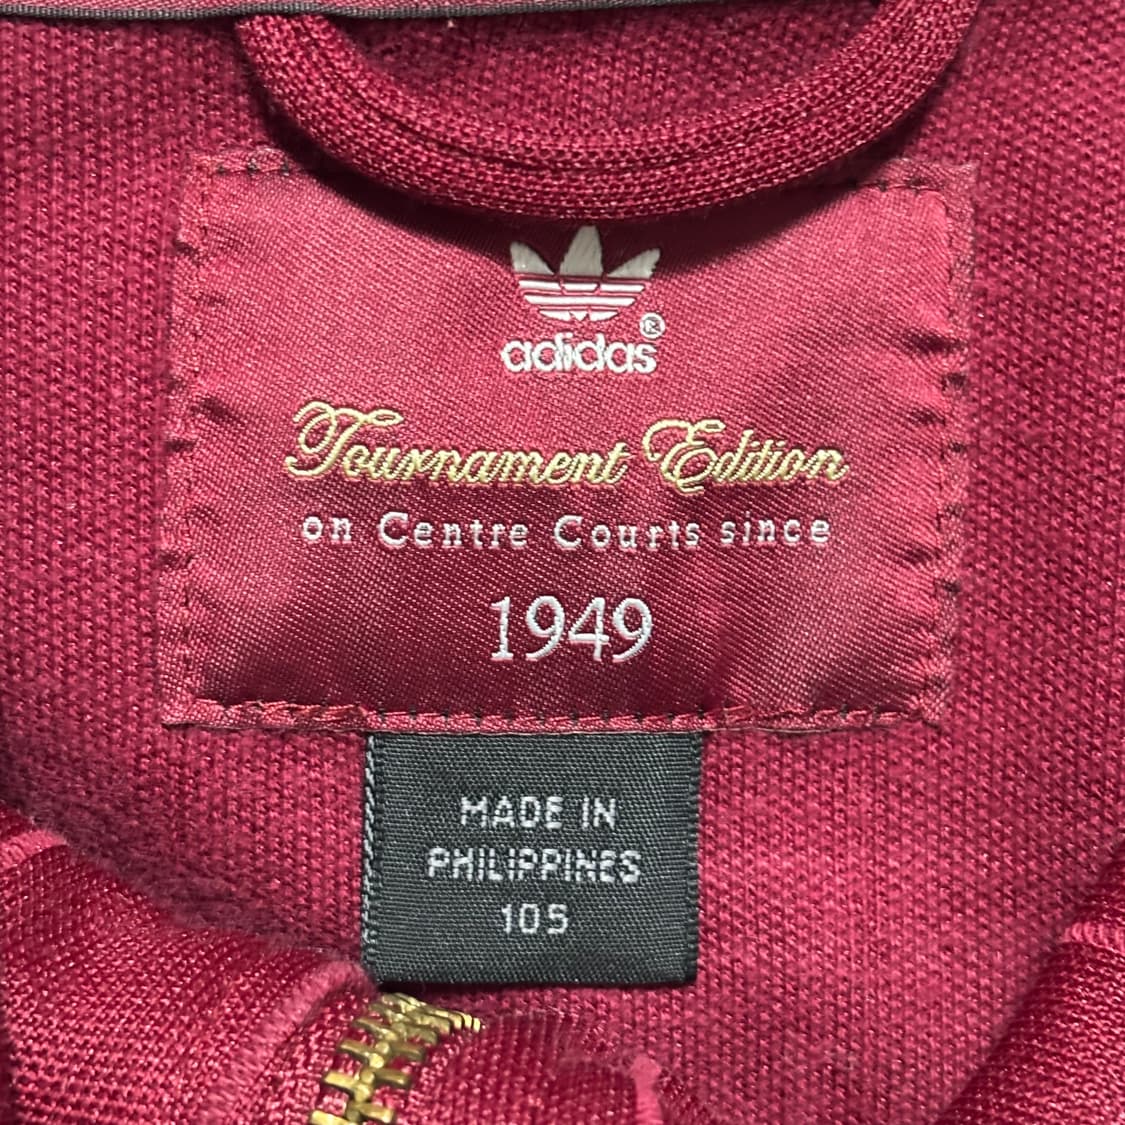 adidas®
Tournament Edition
on Centre Courts since
1949
MADE IN
PHILIPPINES
105